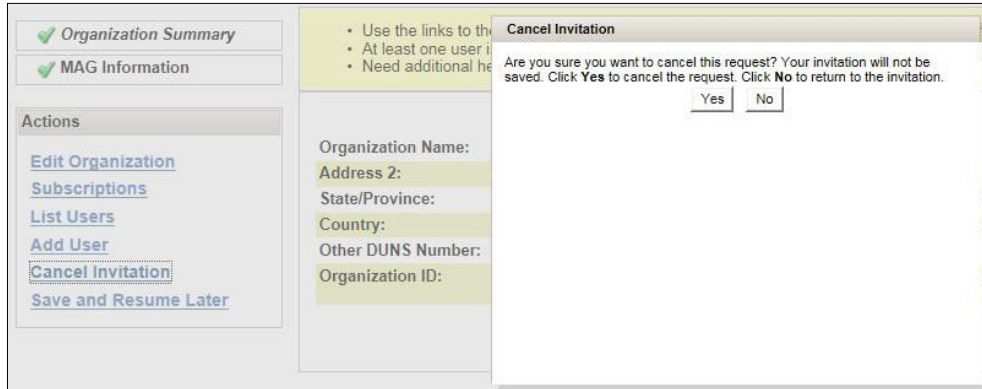 Organization Summary
MAG Information
Actions
Edit Organization
Subscriptions
List Users
Add User
Cancel Invitation
Save and Resume Later
• Use the links to the
• At least one user i
• Need additional he
Organization Name:
Address 2:
State/Province:
Country:
Other DUNS Number:
Organization ID:
Cancel Invitation
Are you sure you want to cancel this request? Your invitation will not be
saved. Click Yes to cancel the request. Click No to return to the invitation.
Yes No